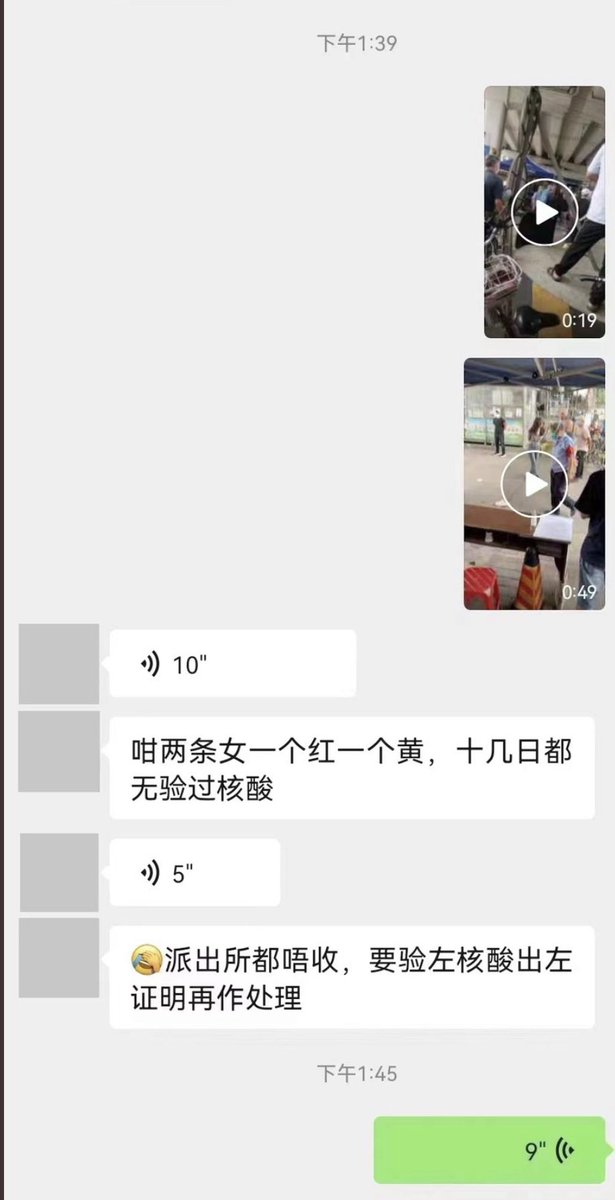 下午1:39
0:19
0:49
10"
咁两条女一个红一个黄，十几日都
无验过核酸
5"
🤦派出所都唔收，要验左核酸出左
证明再作处理
下午1:45
9"